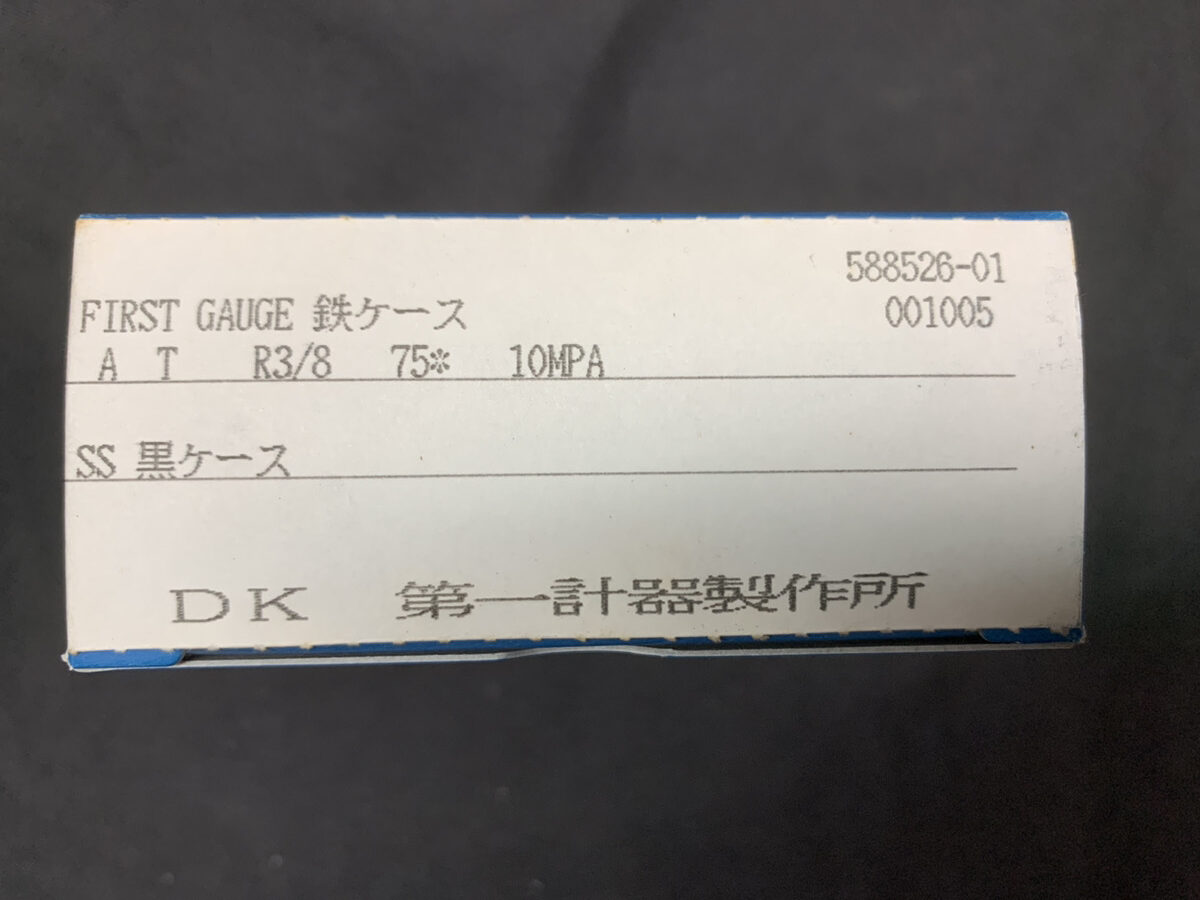 588526-01
FIRST GAUGE 鉄ケース 001005
A T R3/8 75* 10MPA
SS 黒ケース
DK 第一計器製作所